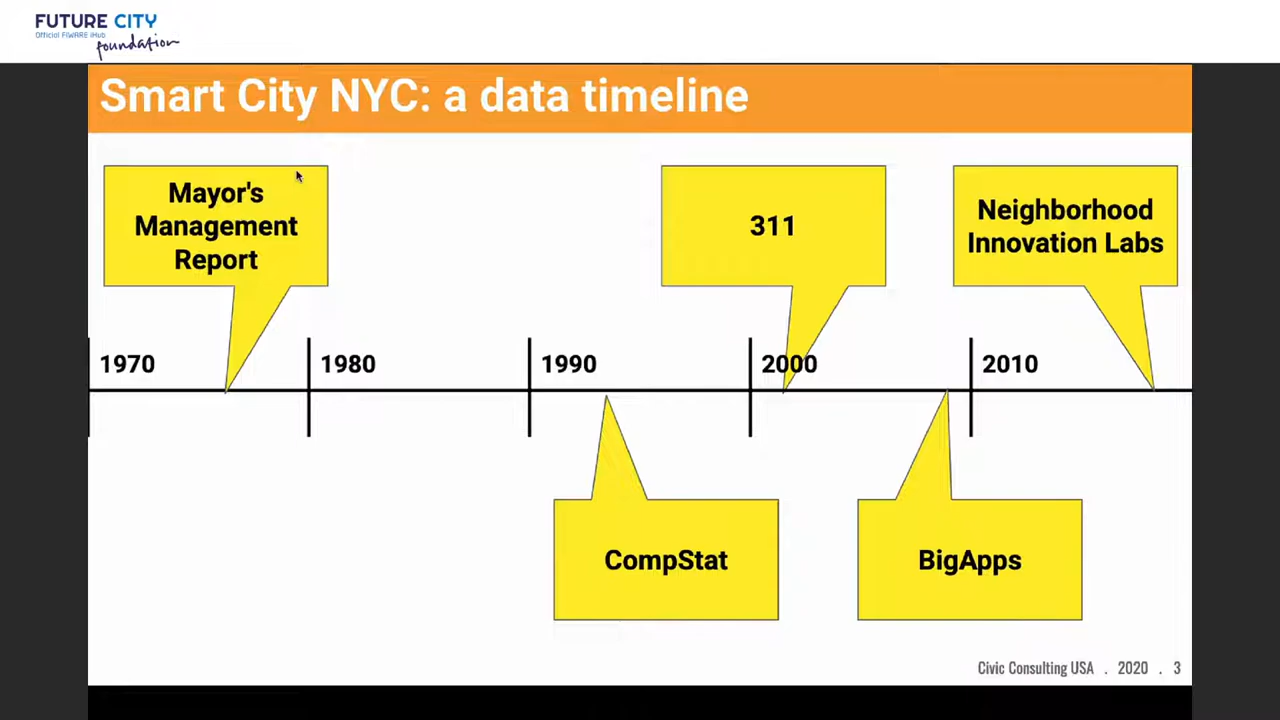 FUTURE CITY
Official FIWARE iHub
foundation
Smart City NYC: a data timeline
Mayor's
Management
Report
311
Neighborhood
Innovation Labs
1970
1980
1990
2000
2010
CompStat
BigApps
Civic Consulting USA . 2020 . 3